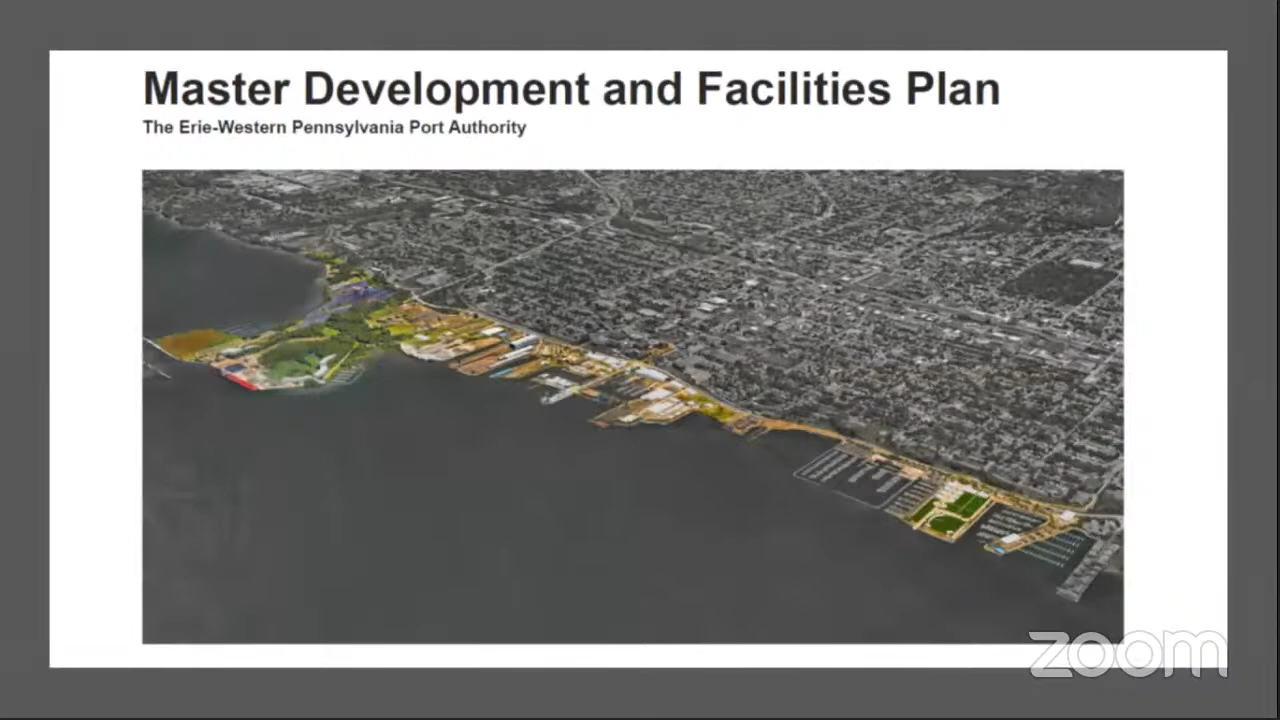 Master Development and Facilities Plan
The Erie-Western Pennsylvania Port Authority
zoom